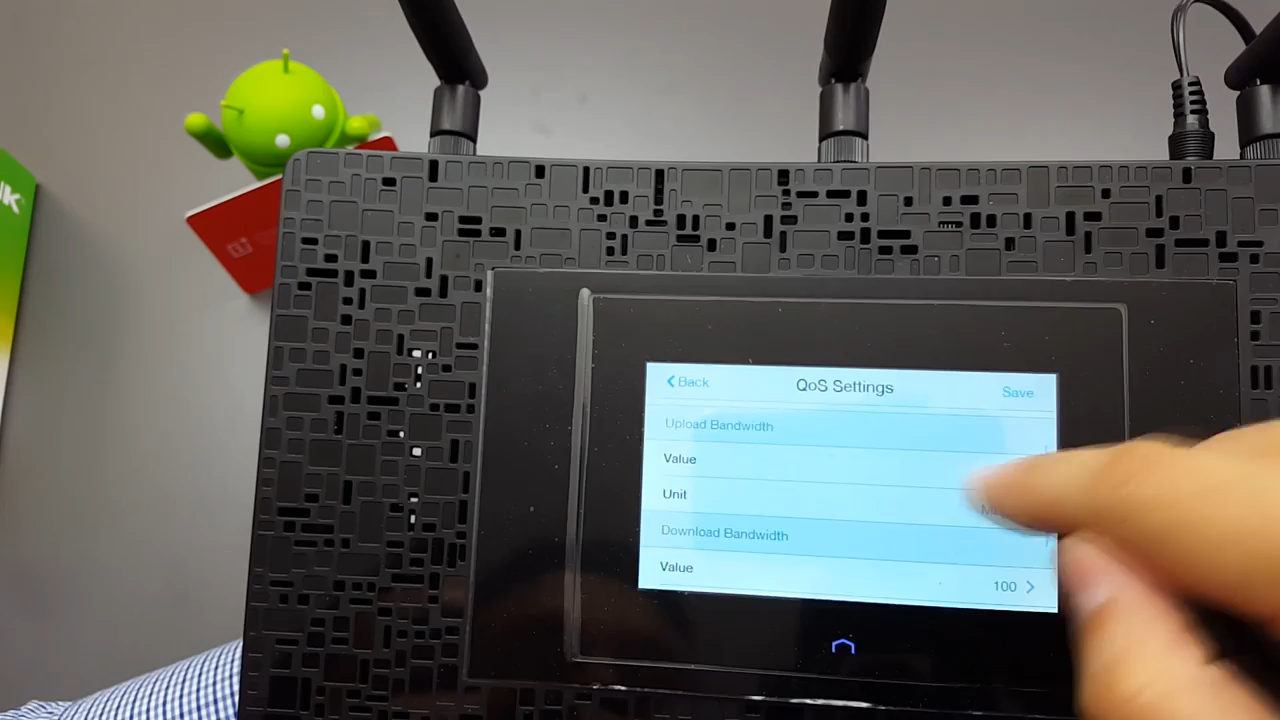 Back
QoS Settings
Save
Upload Bandwidth
Value
Unit
Download Bandwidth
Value
100